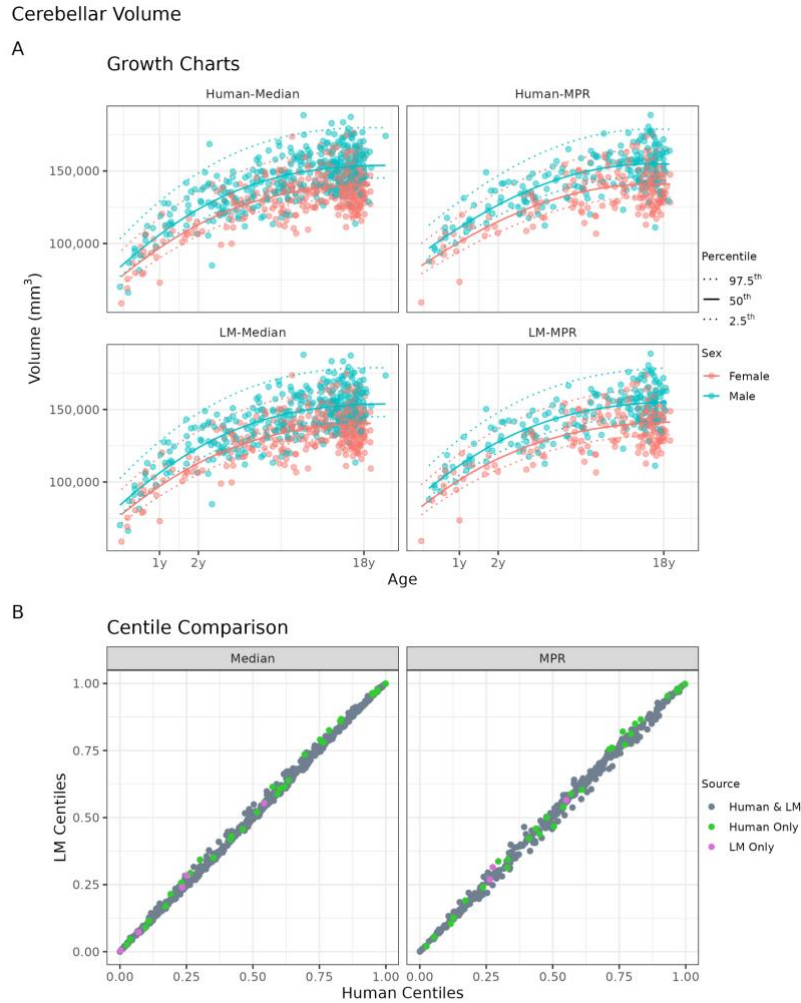 Cerebellar Volume
A
Growth Charts
Human-Median
Human-MPR
150,000
100,000
LM-Median
LM-MPR
150,000
100,000
Volume (mm³)
1y
2y
18y
1y
2y
18y
Age
Percentile
97.5th
50th
2.5th
Sex
Female
Male
B
Centile Comparison
Median
MPR
1.00
0.75
0.50
0.25
0.00
LM Centiles
0.00
0.25
0.50
0.75
1.00
0.00
0.25
0.50
0.75
1.00
Human Centiles
Source
Human & LM
Human Only
LM Only